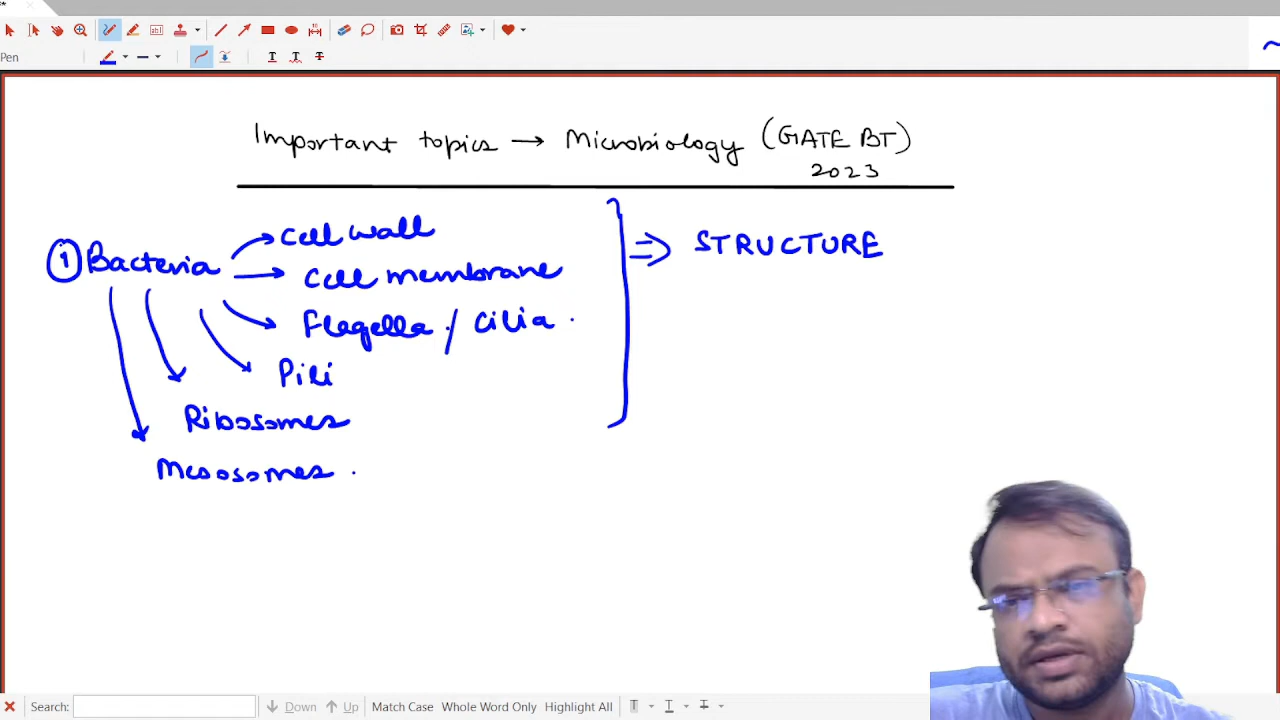 Pen
Important topics → Microbiology (GATE BT)
2023
① Bacteria
Cell wall
Cell membrane
Flagella / Cilia .
Pili
Ribosomes
Mesosomes .
⇒ STRUCTURE
Search: Down Up Match Case Whole Word Only Highlight All